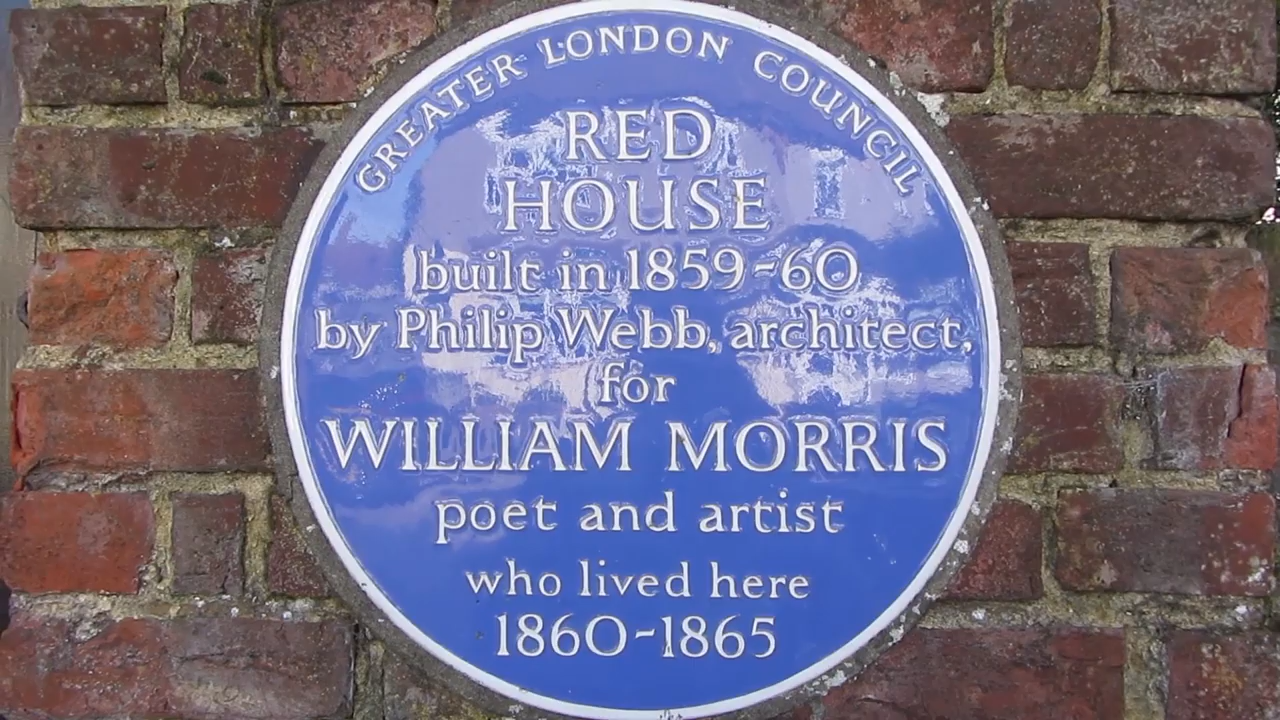 GREATER LONDON COUNCIL
RED
HOUSE
built in 1859-60
by Philip Webb, architect,
for
WILLIAM MORRIS
poet and artist
who lived here
1860-1865